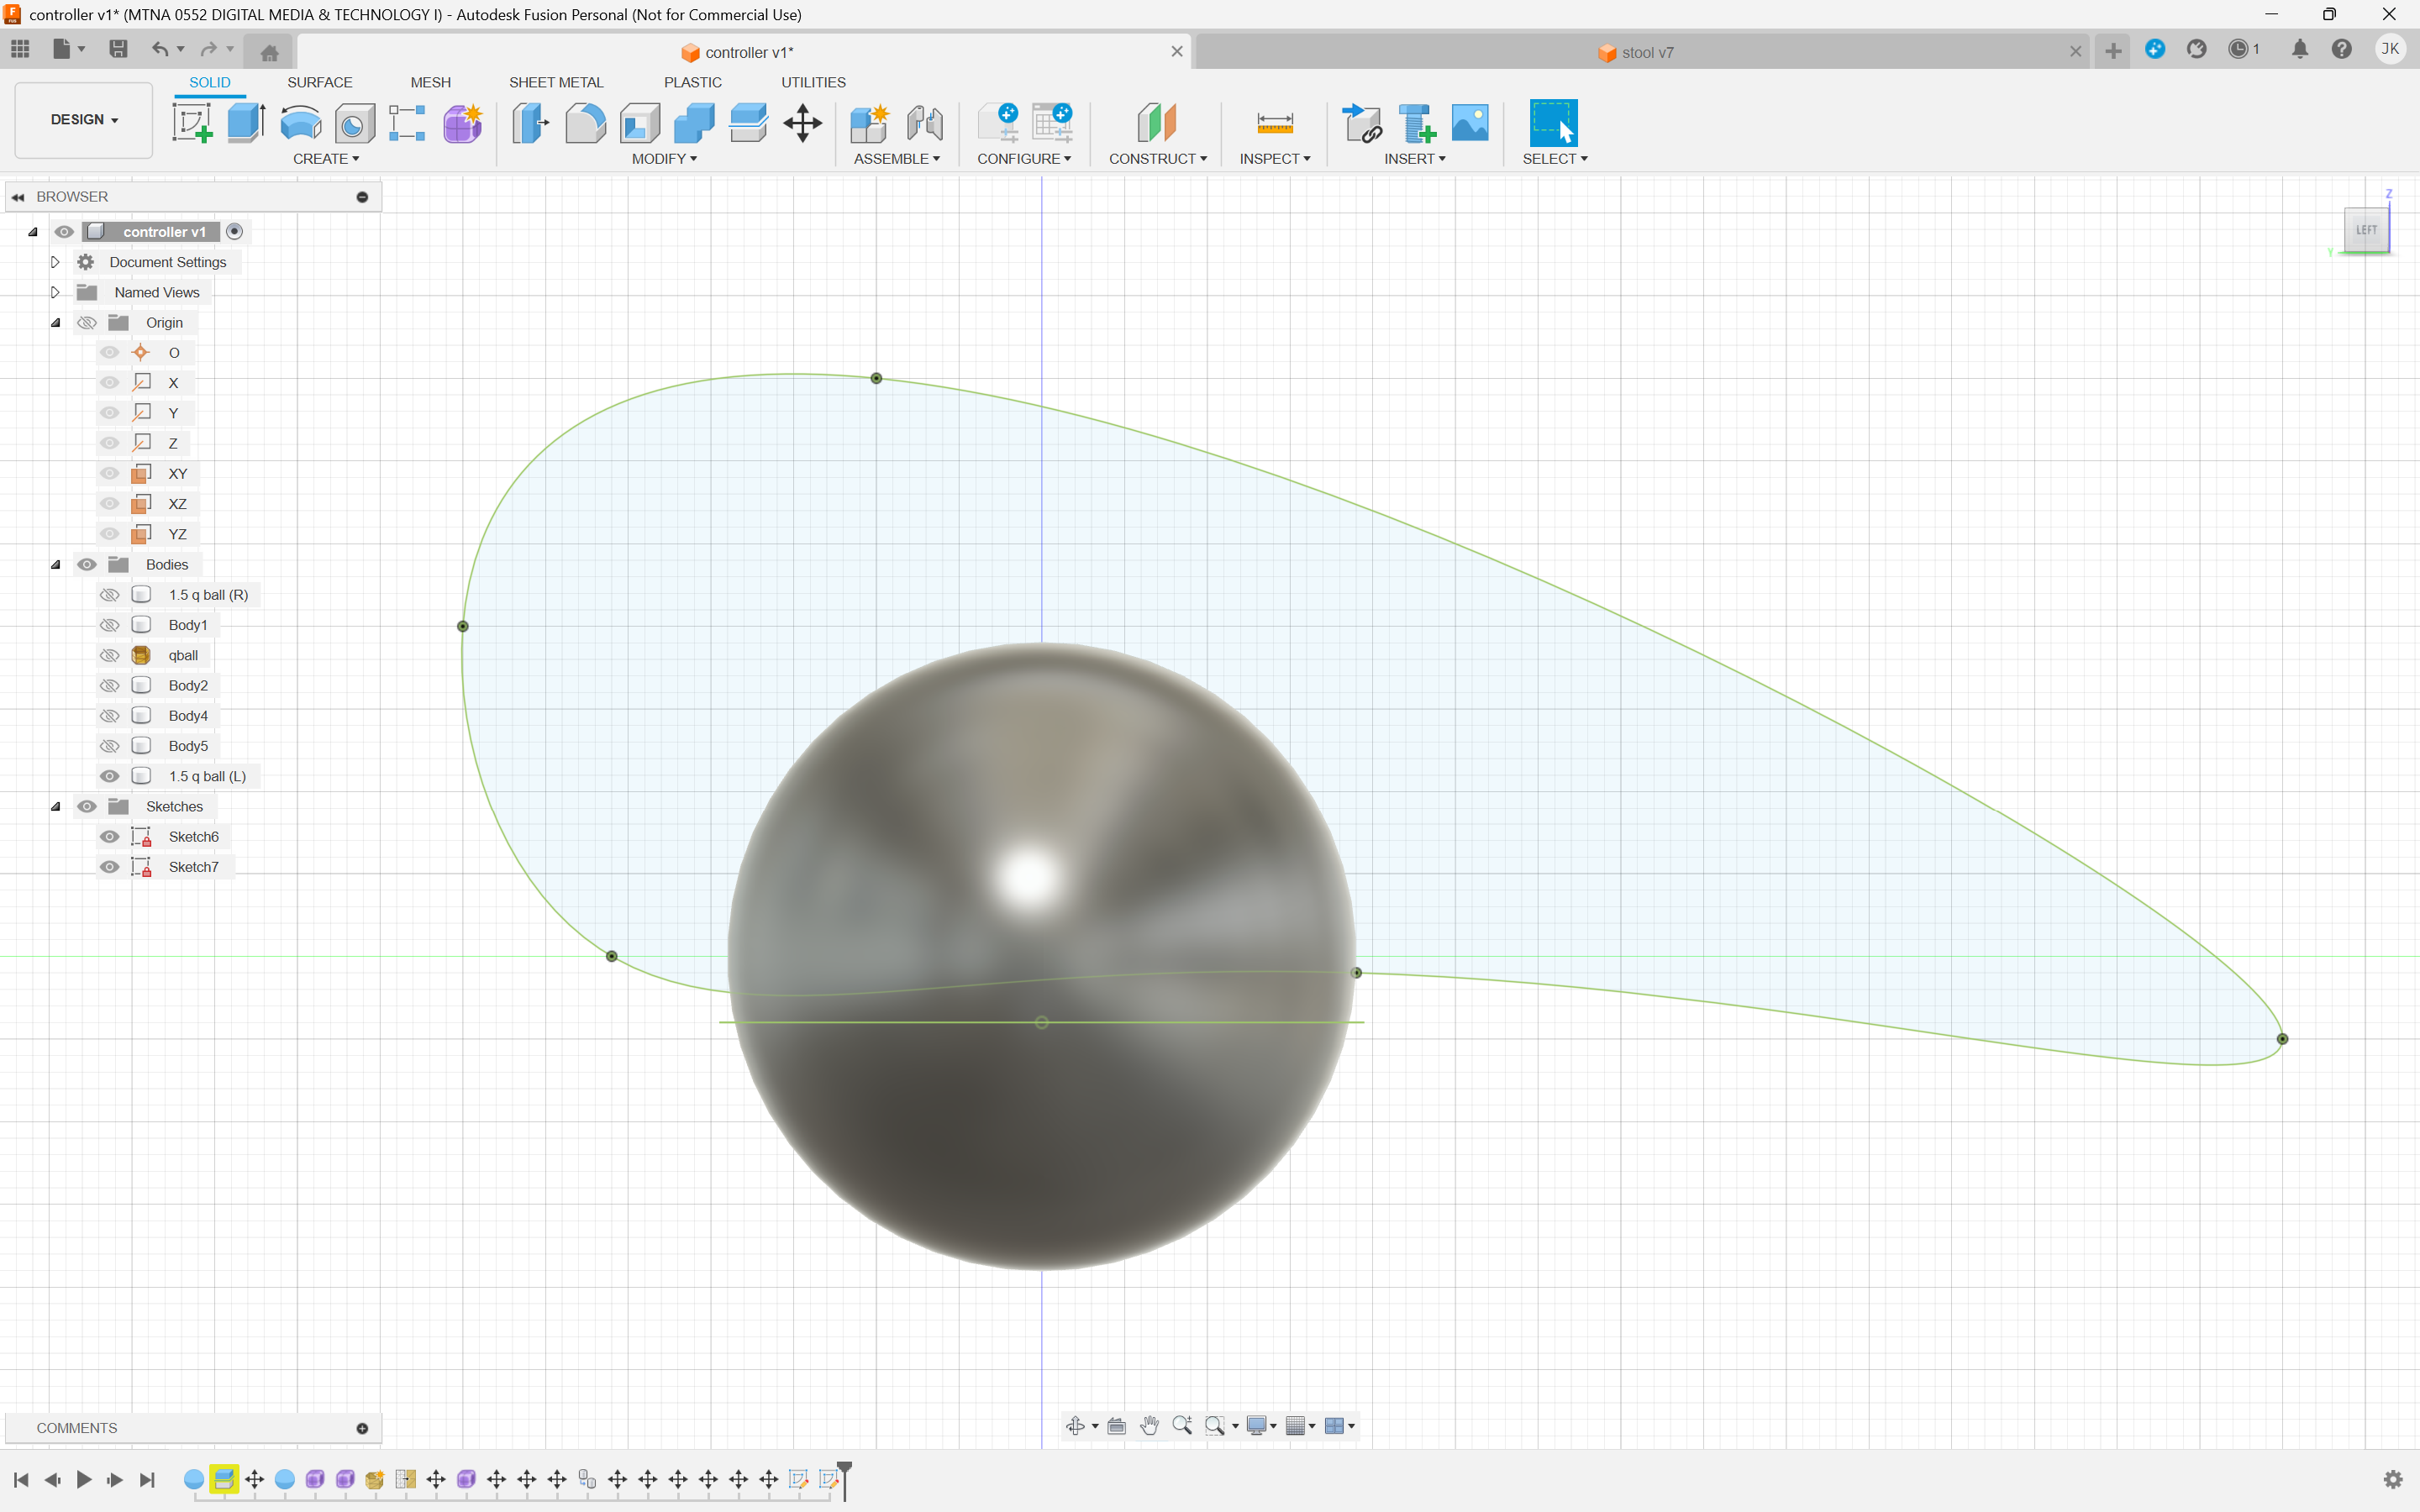 controller v1* (MTNA 0552 DIGITAL MEDIA & TECHNOLOGY I) - Autodesk Fusion Personal (Not for Commercial Use)
controller v1*
stool v7
1
JK
SOLID
SURFACE
MESH
SHEET METAL
PLASTIC
UTILITIES
DESIGN
CREATE
MODIFY
ASSEMBLE
CONFIGURE
CONSTRUCT
INSPECT
INSERT
SELECT
BROWSER
controller v1
Document Settings
Named Views
Origin
O
X
Y
Z
XY
XZ
YZ
Bodies
1.5 q ball (R)
Body1
qball
Body2
Body4
Body5
1.5 q ball (L)
Sketches
Sketch6
Sketch7
Z
LEFT
Y
COMMENTS